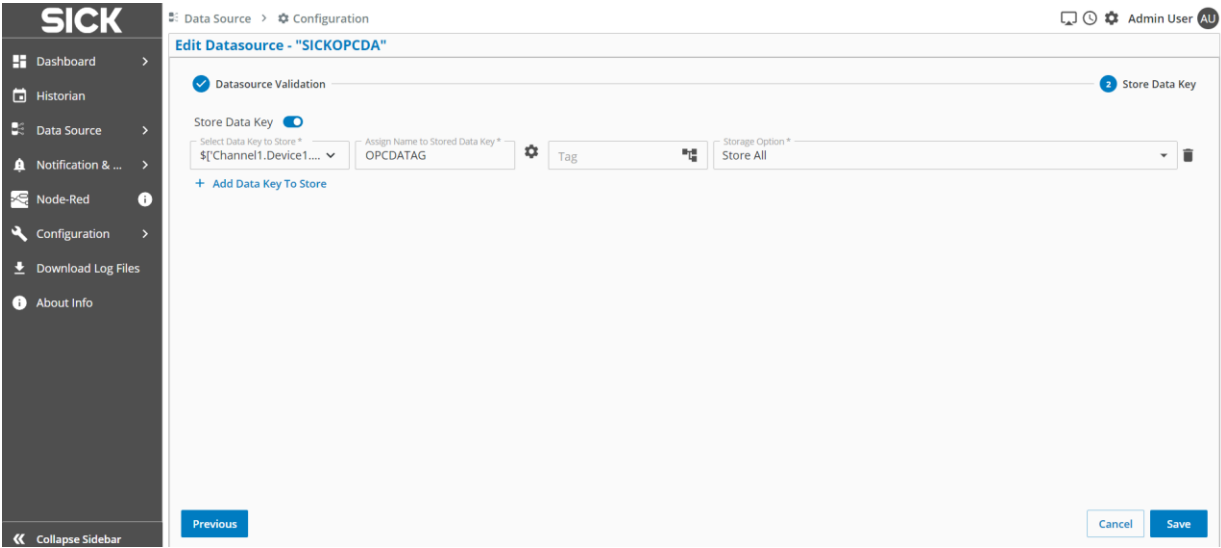 SICK
Data Source > Configuration
Admin User AU
Edit Datasource - "SICKOPCDA"
Dashboard
Historian
Data Source
Notification & ...
Node-Red
Configuration
Download Log Files
About Info
Collapse Sidebar
Datasource Validation
2 Store Data Key
Store Data Key
Select Data Key to Store *
$['Channel1.Device1....
Assign Name to Stored Data Key *
OPCDATAG
Tag
Storage Option *
Store All
+ Add Data Key To Store
Previous
Cancel
Save